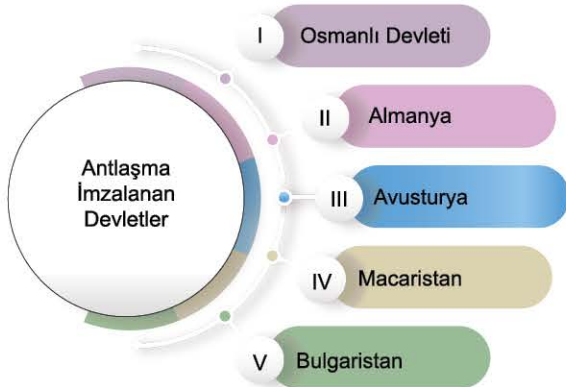 Antlaşma
İmzalanan
Devletler
I Osmanlı Devleti
II Almanya
III Avusturya
IV Macaristan
V Bulgaristan